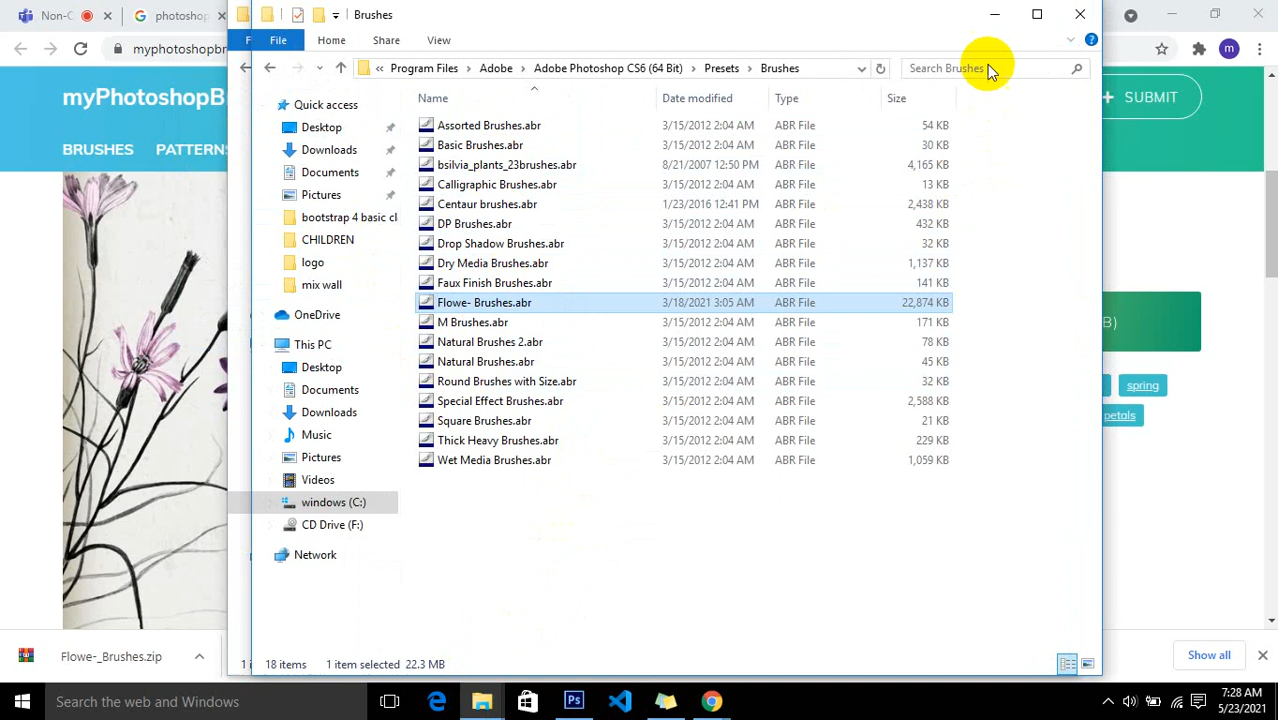 Non-C
photoshop
Brushes
File
Home
Share
View
myphotoshopbr
m
« Program Files > Adobe > Adobe Photoshop CS6 (64 Bit) > Presets > Brushes
Search Brushes
myPhotoshopB
+ SUBMIT
BRUSHES PATTERNS
Quick access
Desktop
Downloads
Documents
Pictures
bootstrap 4 basic cl
CHILDREN
logo
mix wall
OneDrive
This PC
Desktop
Documents
Downloads
Music
Pictures
Videos
windows (C:)
CD Drive (F:)
Network
Name Date modified Type Size
Assorted Brushes.abr 3/15/2012 2:04 AM ABR File 54 KB
Basic Brushes.abr 3/15/2012 2:04 AM ABR File 30 KB
bsilvia_plants_23brushes.abr 8/21/2007 12:50 PM ABR File 4,165 KB
Calligraphic Brushes.abr 3/15/2012 2:04 AM ABR File 13 KB
Centaur brushes.abr 1/23/2016 12:41 PM ABR File 2,438 KB
DP Brushes.abr 3/15/2012 2:04 AM ABR File 432 KB
Drop Shadow Brushes.abr 3/15/2012 2:04 AM ABR File 32 KB
Dry Media Brushes.abr 3/15/2012 2:04 AM ABR File 1,137 KB
Faux Finish Brushes.abr 3/15/2012 2:04 AM ABR File 141 KB
Flowe- Brushes.abr 3/18/2021 3:05 AM ABR File 22,874 KB
M Brushes.abr 3/15/2012 2:04 AM ABR File 171 KB
Natural Brushes 2.abr 3/15/2012 2:04 AM ABR File 78 KB
Natural Brushes.abr 3/15/2012 2:04 AM ABR File 45 KB
Round Brushes with Size.abr 3/15/2012 2:04 AM ABR File 32 KB
Special Effect Brushes.abr 3/15/2012 2:04 AM ABR File 2,588 KB
Square Brushes.abr 3/15/2012 2:04 AM ABR File 21 KB
Thick Heavy Brushes.abr 3/15/2012 2:04 AM ABR File 229 KB
Wet Media Brushes.abr 3/15/2012 2:04 AM ABR File 1,059 KB
B)
spring
petals
18 items 1 item selected 22.3 MB
Flowe-_Brushes.zip
Show all
Search the web and Windows
Ps
7:28 AM
5/23/2021